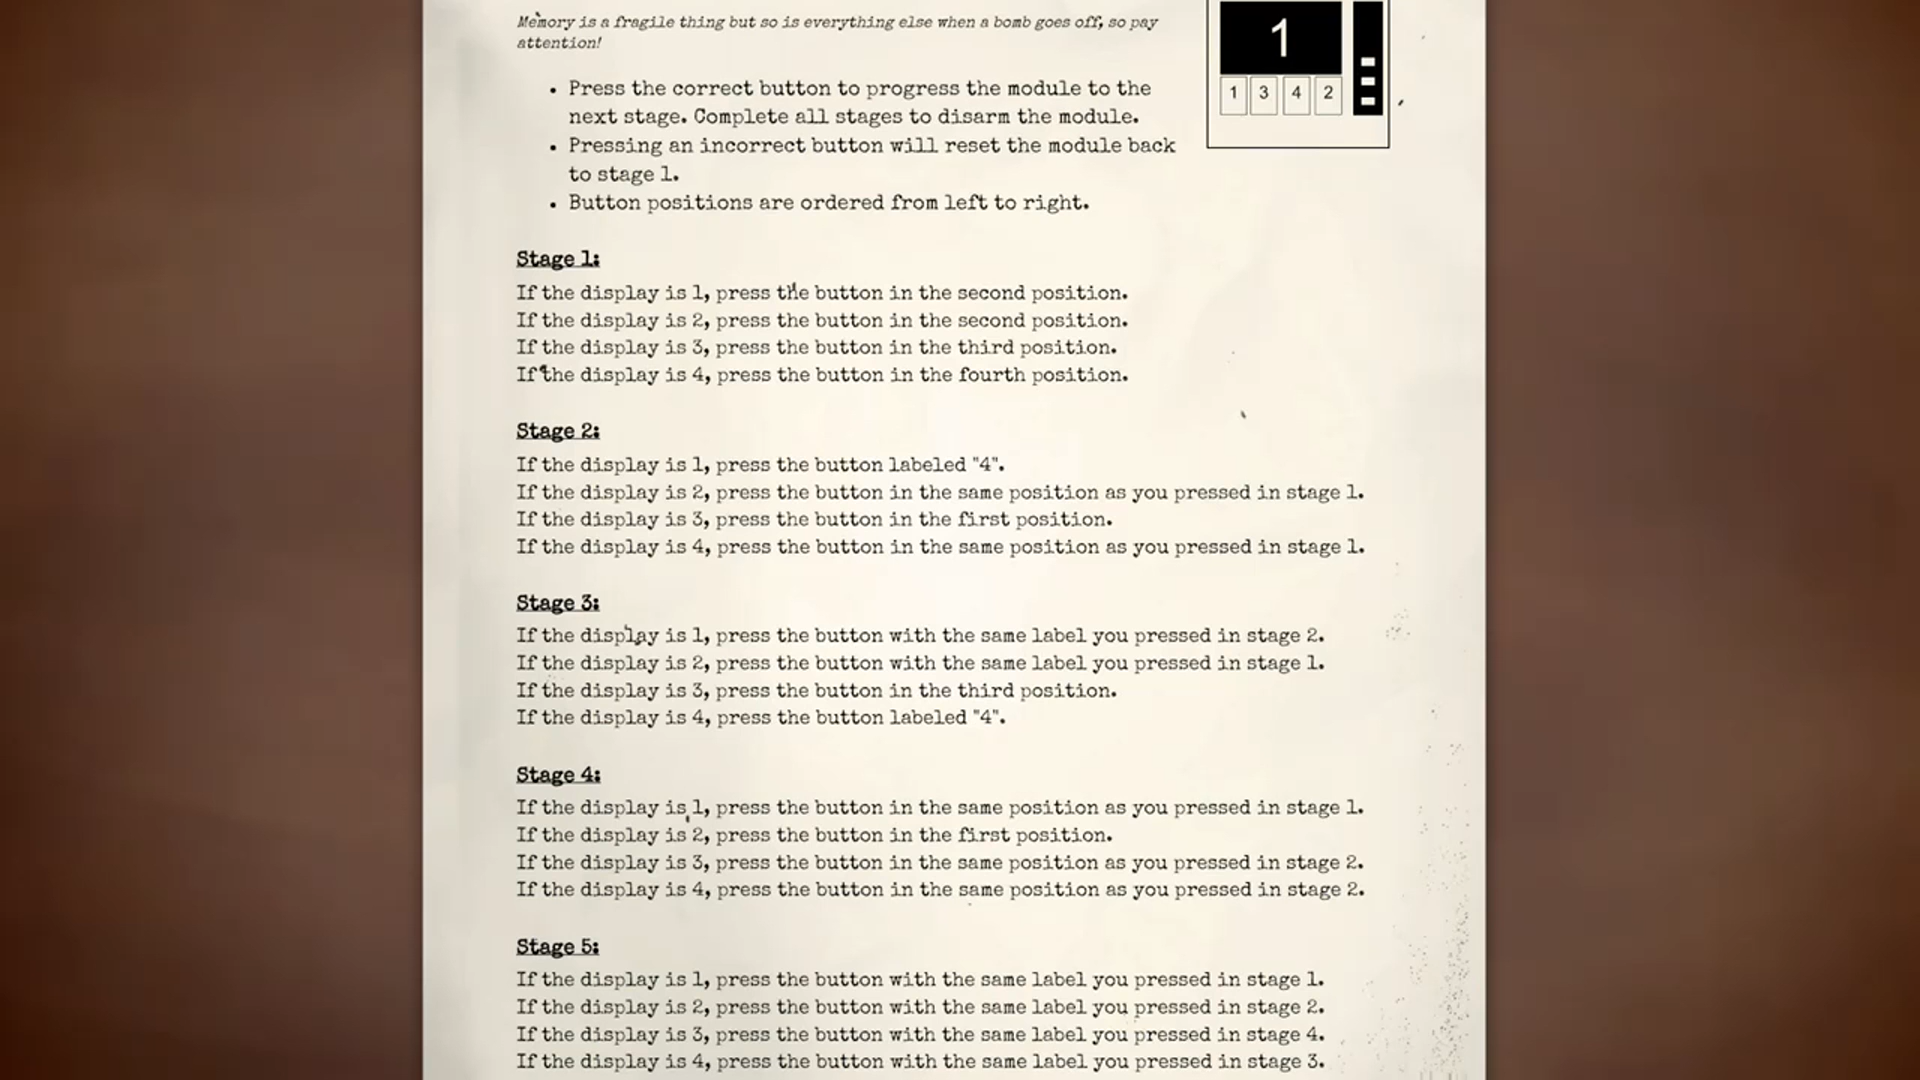 Memory is a fragile thing but so is everything else when a bomb goes off, so pay
attention!
1
1 3 4 2
• Press the correct button to progress the module to the
next stage. Complete all stages to disarm the module.
• Pressing an incorrect button will reset the module back
to stage 1.
• Button positions are ordered from left to right.
Stage 1:
If the display is 1, press the button in the second position.
If the display is 2, press the button in the second position.
If the display is 3, press the button in the third position.
If the display is 4, press the button in the fourth position.
Stage 2:
If the display is 1, press the button labeled "4".
If the display is 2, press the button in the same position as you pressed in stage 1.
If the display is 3, press the button in the first position.
If the display is 4, press the button in the same position as you pressed in stage 1.
Stage 3:
If the display is 1, press the button with the same label you pressed in stage 2.
If the display is 2, press the button with the same label you pressed in stage 1.
If the display is 3, press the button in the third position.
If the display is 4, press the button labeled "4".
Stage 4:
If the display is 1, press the button in the same position as you pressed in stage 1.
If the display is 2, press the button in the first position.
If the display is 3, press the button in the same position as you pressed in stage 2.
If the display is 4, press the button in the same position as you pressed in stage 2.
Stage 5:
If the display is 1, press the button with the same label you pressed in stage 1.
If the display is 2, press the button with the same label you pressed in stage 2.
If the display is 3, press the button with the same label you pressed in stage 4.
If the display is 4, press the button with the same label you pressed in stage 3.